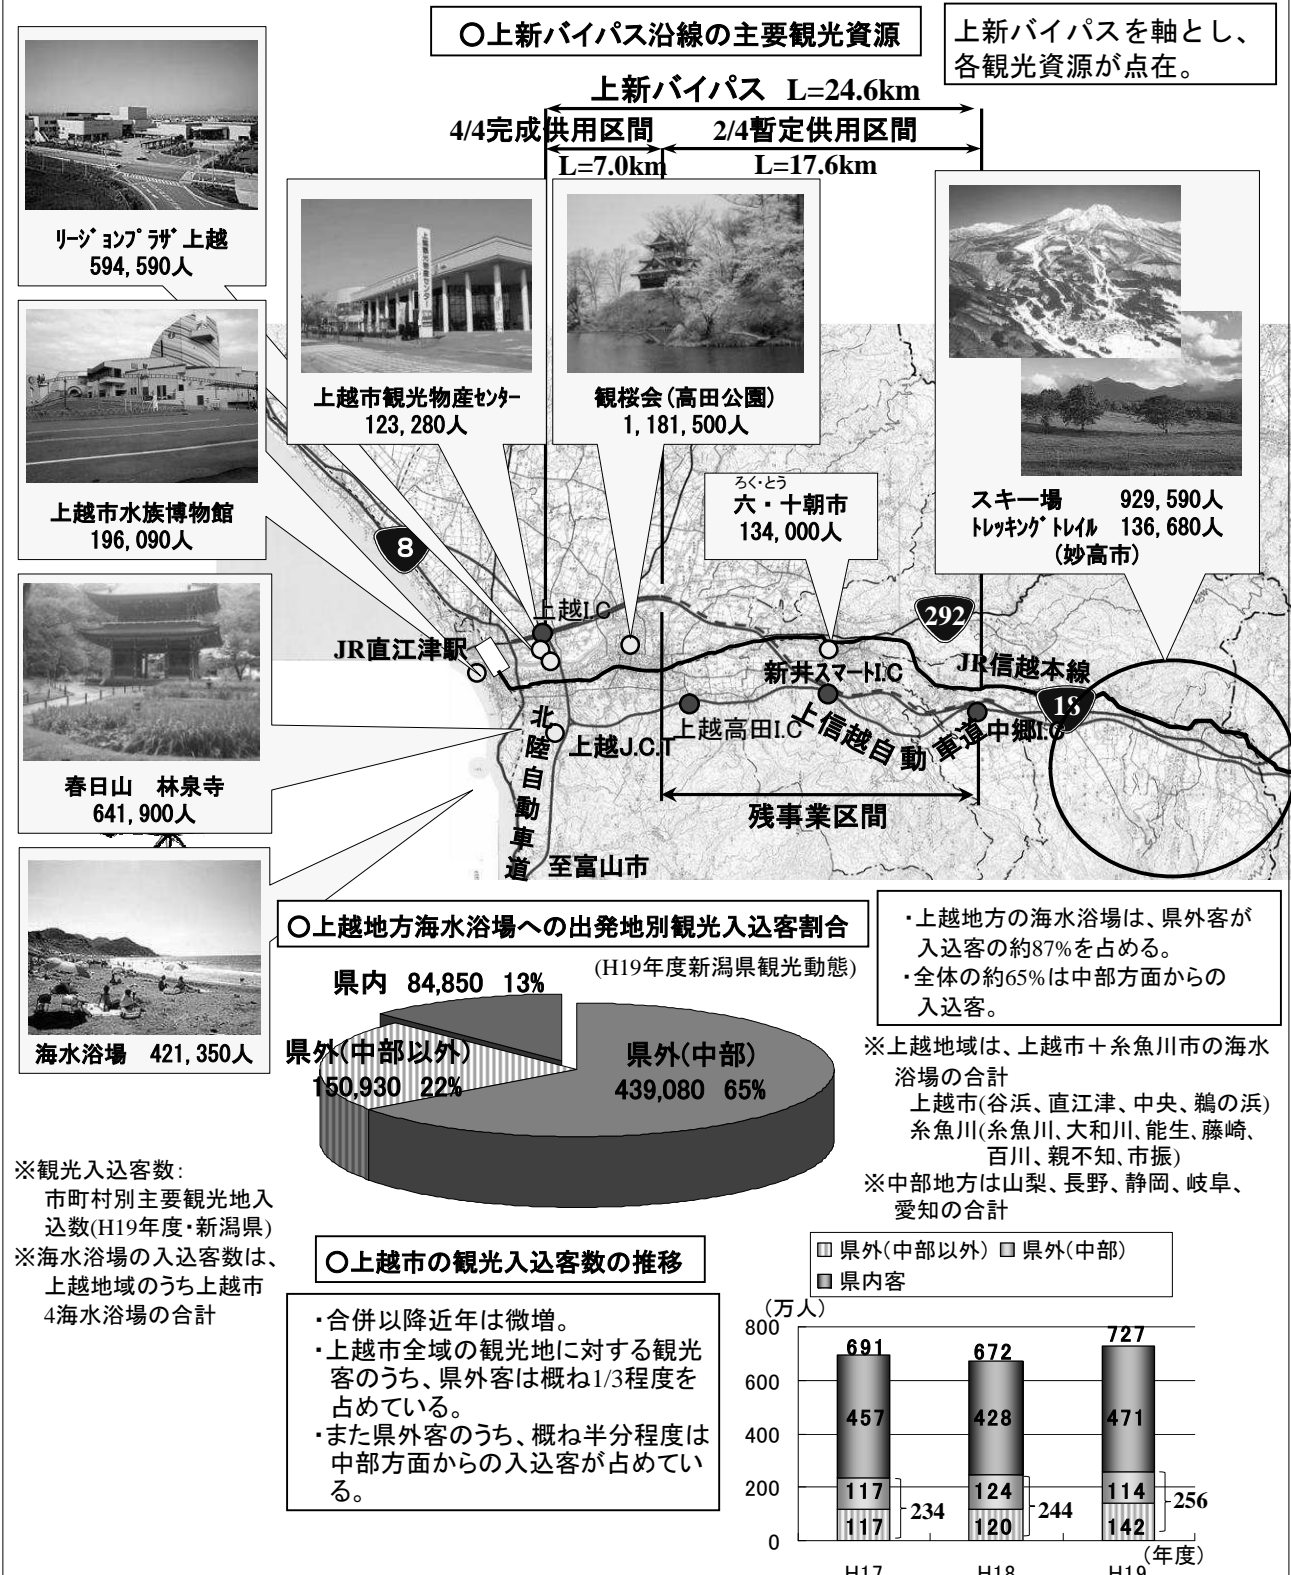 ○上新バイパス沿線の主要観光資源
上新バイパスを軸とし、
各観光資源が点在。
上新バイパス L=24.6km
4/4完成供用区間
2/4暫定供用区間
L=7.0km
L=17.6km
ﾘｰｼﾞｮﾝﾌﾟﾗｻﾞ上越
594,590人
上越市観光物産ｾﾝﾀｰ
上越市観光物産ｾﾝﾀｰ
123,280人
観桜会(高田公園)
1,181,500人
スキー場 929,590人
ﾄﾚｯｷﾝｸﾞﾄﾚｲﾙ 136,680人
(妙高市)
上越市水族博物館
196,090人
ろく・とう
六・十朝市
134,000人
8
292
18
上越I.C
JR直江津駅
JR信越本線
新井スマートI.C
上越高田I.C
上信越自動車道
中郷I.C
上越J.C.T
北陸自動車道
残事業区間
至富山市
春日山 林泉寺
641,900人
海水浴場 421,350人
○上越地方海水浴場への出発地別観光入込客割合
(H19年度新潟県観光動態)
県内 84,850 13%
県外(中部以外)
150,930 22%
県外(中部)
439,080 65%
・上越地方の海水浴場は、県外客が
入込客の約87%を占める。
・全体の約65%は中部方面からの
入込客。
※上越地域は、上越市＋糸魚川市の海水
浴場の合計
上越市(谷浜、直江津、中央、鵜の浜)
糸魚川(糸魚川、大和川、能生、藤崎、
百川、親不知、市振)
※中部地方は山梨、長野、静岡、岐阜、
愛知の合計
※観光入込客数：
市町村別主要観光地入
込数(H19年度・新潟県)
※海水浴場の入込客数は、
上越地域のうち上越市
4海水浴場の合計
○上越市の観光入込客数の推移
・合併以降近年は微増。
・上越市全域の観光地に対する観光
客のうち、県外客は概ね1/3程度を
占めている。
・また県外客のうち、概ね半分程度は
中部方面からの入込客が占めてい
る。
県外(中部以外) 県外(中部)
県内客
(万人)
800
600
400
200
0
691
457
117
117
234
672
428
124
120
244
727
471
114
142
256
(年度)
H17 H18 H19